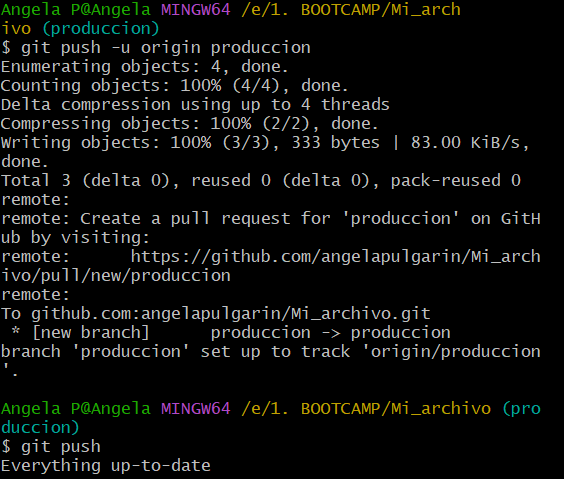 Angela P@Angela MINGW64 /e/1. BOOTCAMP/Mi_arch
ivo (produccion)
$ git push -u origin produccion
Enumerating objects: 4, done.
Counting objects: 100% (4/4), done.
Delta compression using up to 4 threads
Compressing objects: 100% (2/2), done.
Writing objects: 100% (3/3), 333 bytes | 83.00 KiB/s,
done.
Total 3 (delta 0), reused 0 (delta 0), pack-reused 0
remote:
remote: Create a pull request for 'produccion' on GitH
ub by visiting:
remote:      https://github.com/angelapulgarin/Mi_arch
ivo/pull/new/produccion
remote:
To github.com:angelapulgarin/Mi_archivo.git
 * [new branch]      produccion -> produccion
branch 'produccion' set up to track 'origin/produccion
'.
Angela P@Angela MINGW64 /e/1. BOOTCAMP/Mi_archivo (pro
duccion)
$ git push
Everything up-to-date